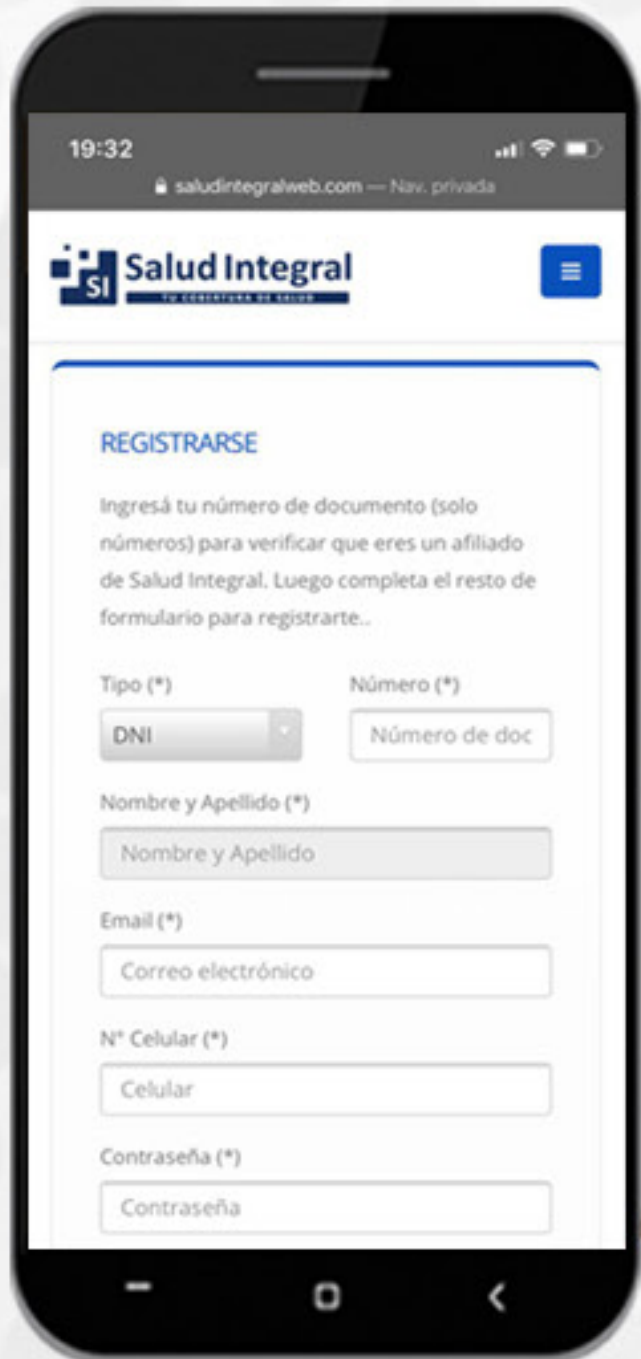 19:32
saludintegralweb.com — Nav. privada
SI Salud Integral
TU COBERTURA DE SALUD
REGISTRARSE
Ingresá tu número de documento (solo
números) para verificar que eres un afiliado
de Salud Integral. Luego completa el resto de
formulario para registrarte..
Tipo (*) Número (*)
DNI Número de doc
Nombre y Apellido (*)
Nombre y Apellido
Email (*)
Correo electrónico
N° Celular (*)
Celular
Contraseña (*)
Contraseña